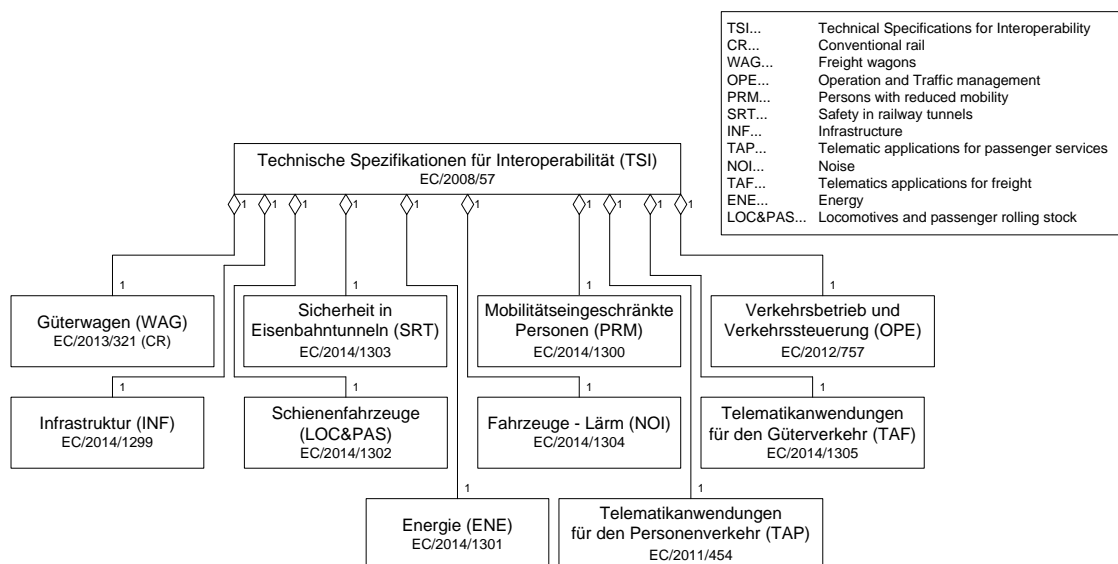 TSI... Technical Specifications for Interoperability
CR... Conventional rail
WAG... Freight wagons
OPE... Operation and Traffic management
PRM... Persons with reduced mobility
SRT... Safety in railway tunnels
INF... Infrastructure
TAP... Telematic applications for passenger services
NOI... Noise
TAF... Telematics applications for freight
ENE... Energy
LOC&PAS... Locomotives and passenger rolling stock
Technische Spezifikationen für Interoperabilität (TSI)
EC/2008/57
1 1 1 1 1 1 1 1 1 1
1
Güterwagen (WAG)
EC/2013/321 (CR)
1
Sicherheit in
Eisenbahntunneln (SRT)
EC/2014/1303
1
Mobilitätseingeschränkte
Personen (PRM)
EC/2014/1300
1
Verkehrsbetrieb und
Verkehrssteuerung (OPE)
EC/2012/757
1
Infrastruktur (INF)
EC/2014/1299
1
Schienenfahrzeuge
(LOC&PAS)
EC/2014/1302
1
Fahrzeuge - Lärm (NOI)
EC/2014/1304
1
Telematikanwendungen
für den Güterverkehr (TAF)
EC/2014/1305
1
Energie (ENE)
EC/2014/1301
1
Telematikanwendungen
für den Personenverkehr (TAP)
EC/2011/454